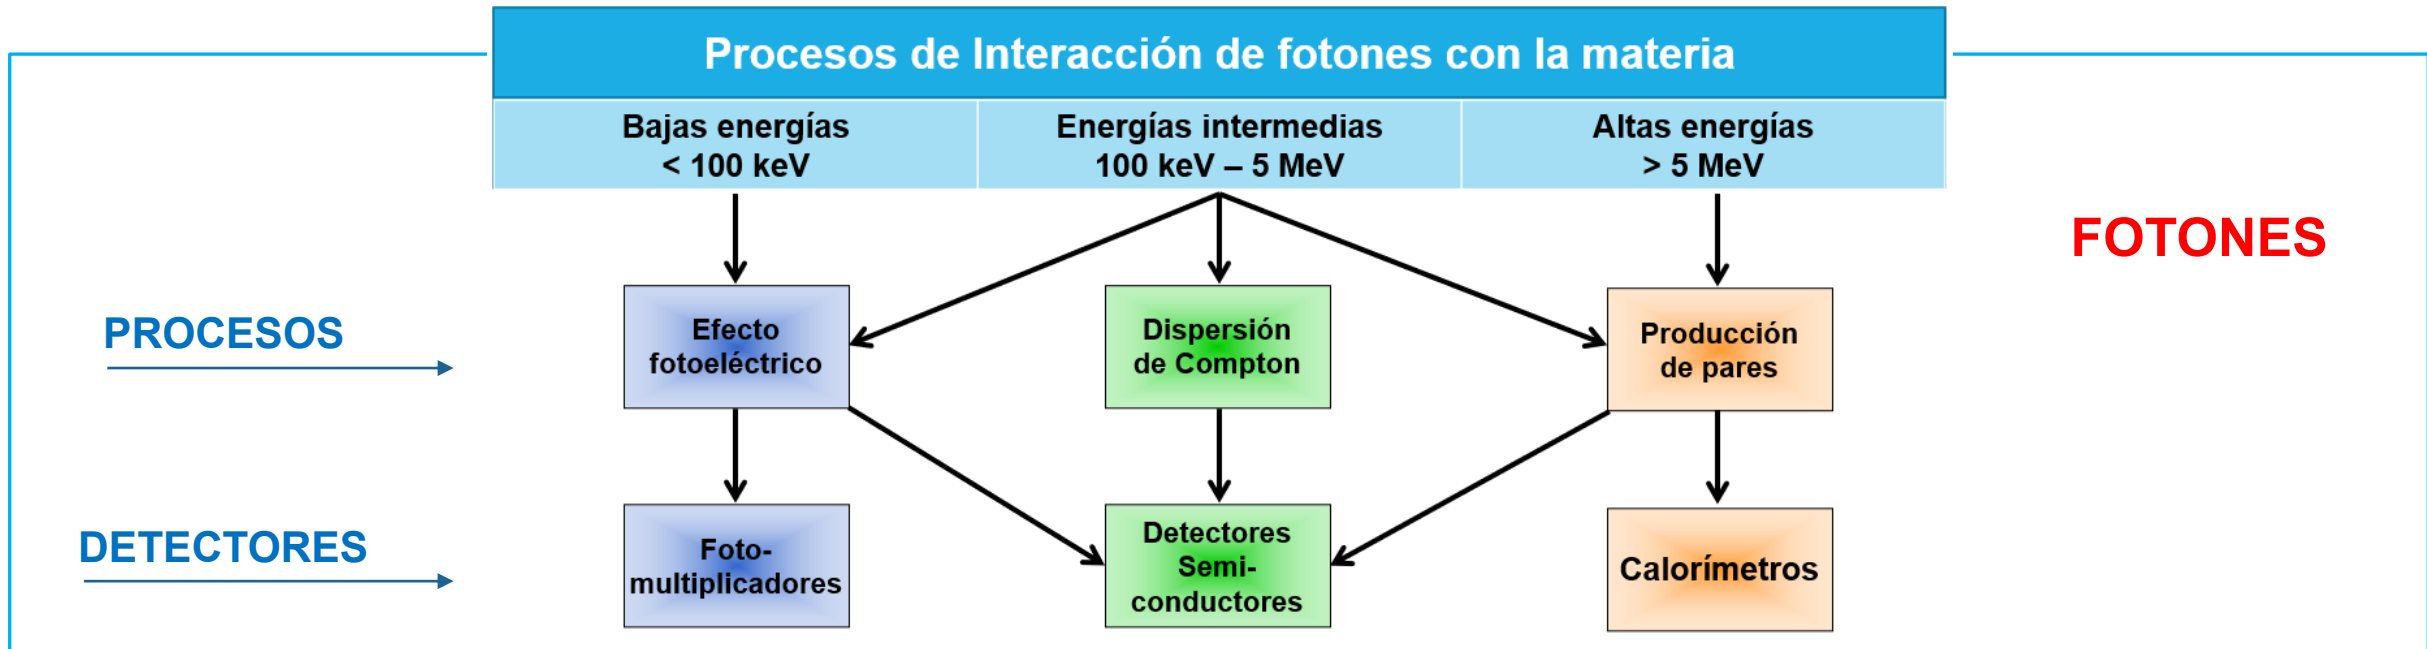 Procesos de Interacción de fotones con la materia
Bajas energías
< 100 keV
Energías intermedias
100 keV – 5 MeV
Altas energías
> 5 MeV
FOTONES
PROCESOS
Efecto
fotoeléctrico
Dispersión
de Compton
Producción
de pares
DETECTORES
Foto-
multiplicadores
Detectores
Semi-
conductores
Calorímetros